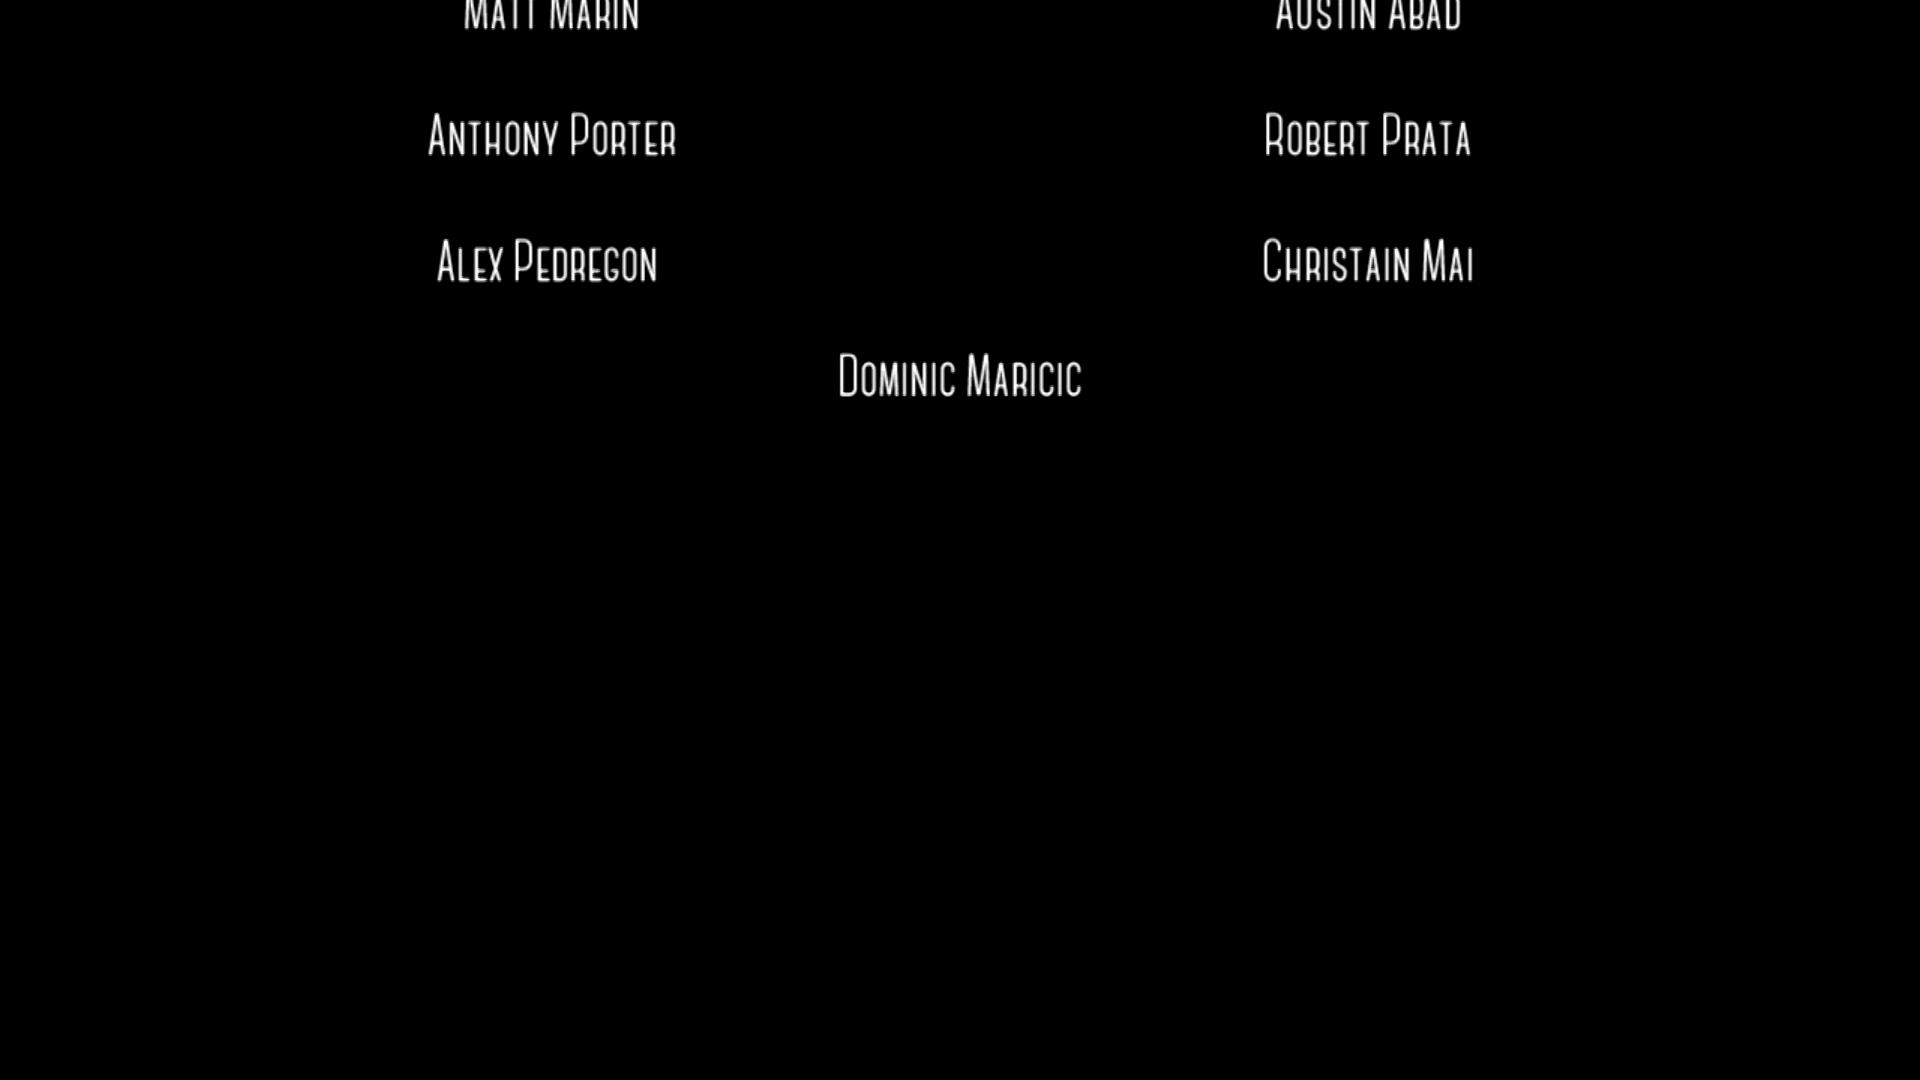 Matt Marin Austin Abad
Anthony Porter Robert Prata
Alex Pedregon Christain Mai
Dominic Maricic